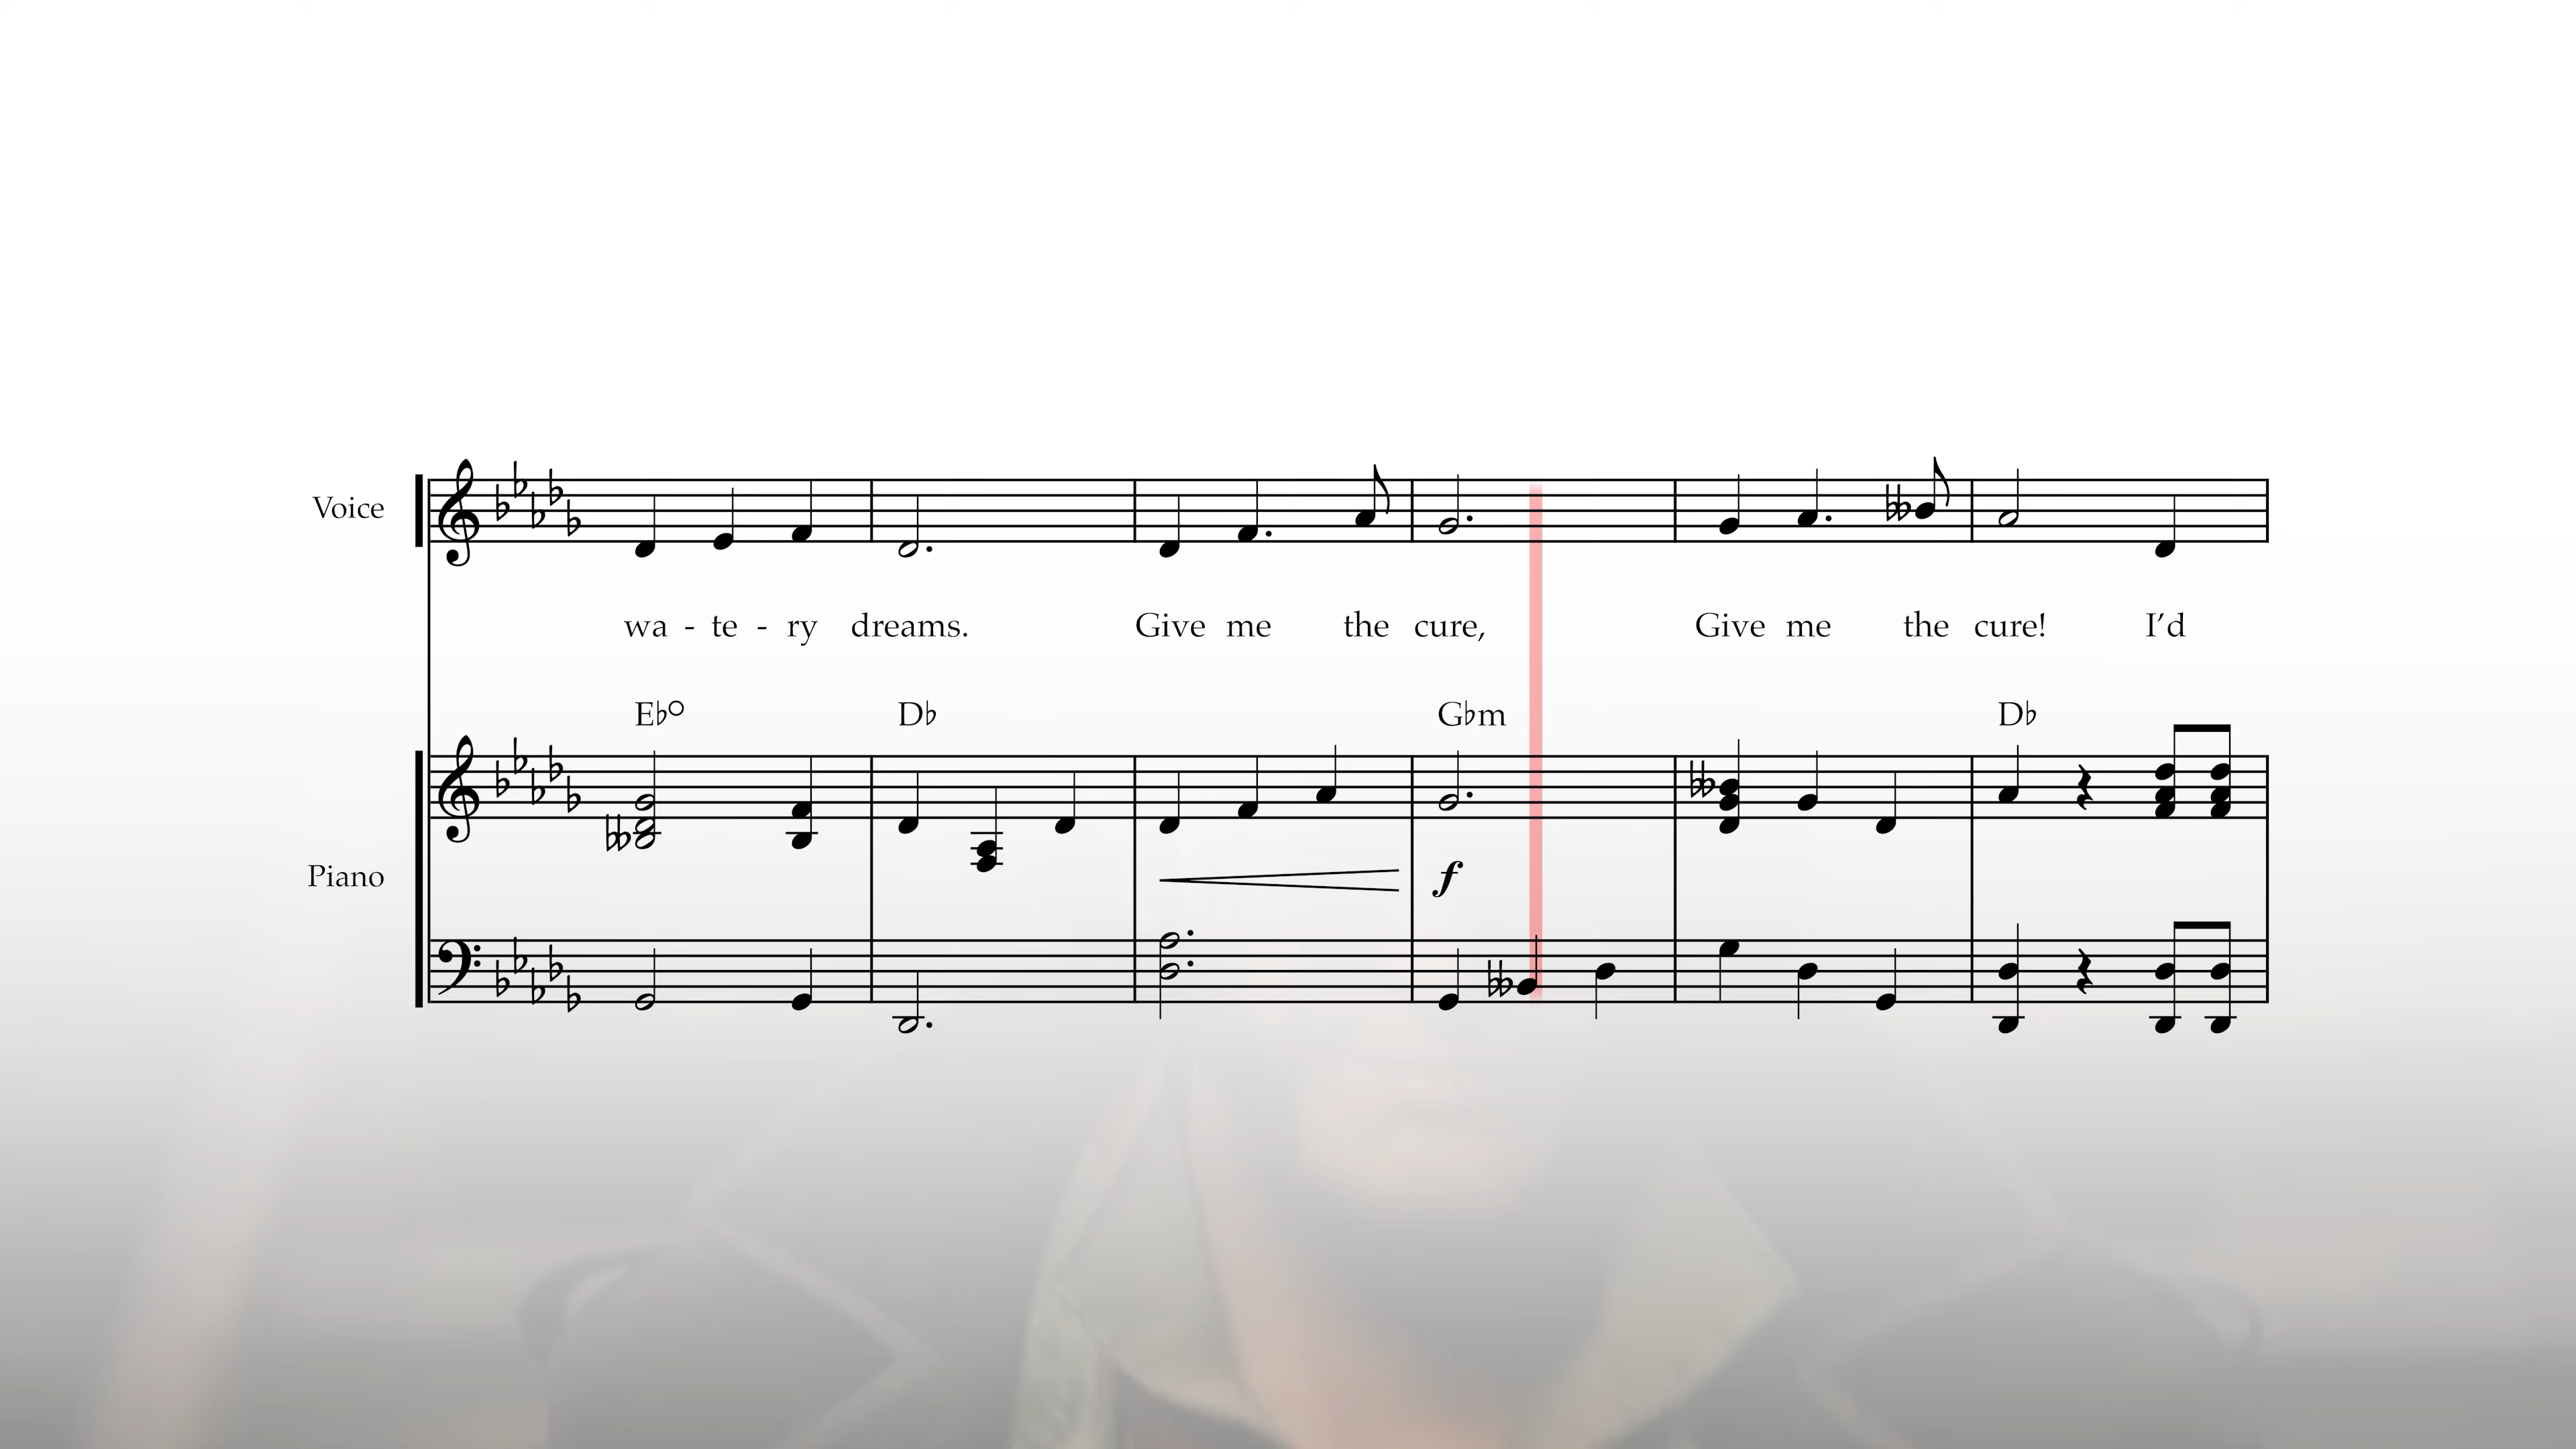 Voice
wa - te - ry dreams. Give me the cure, Give me the cure! I’d
E♭° D♭ G♭m D♭
Piano
f